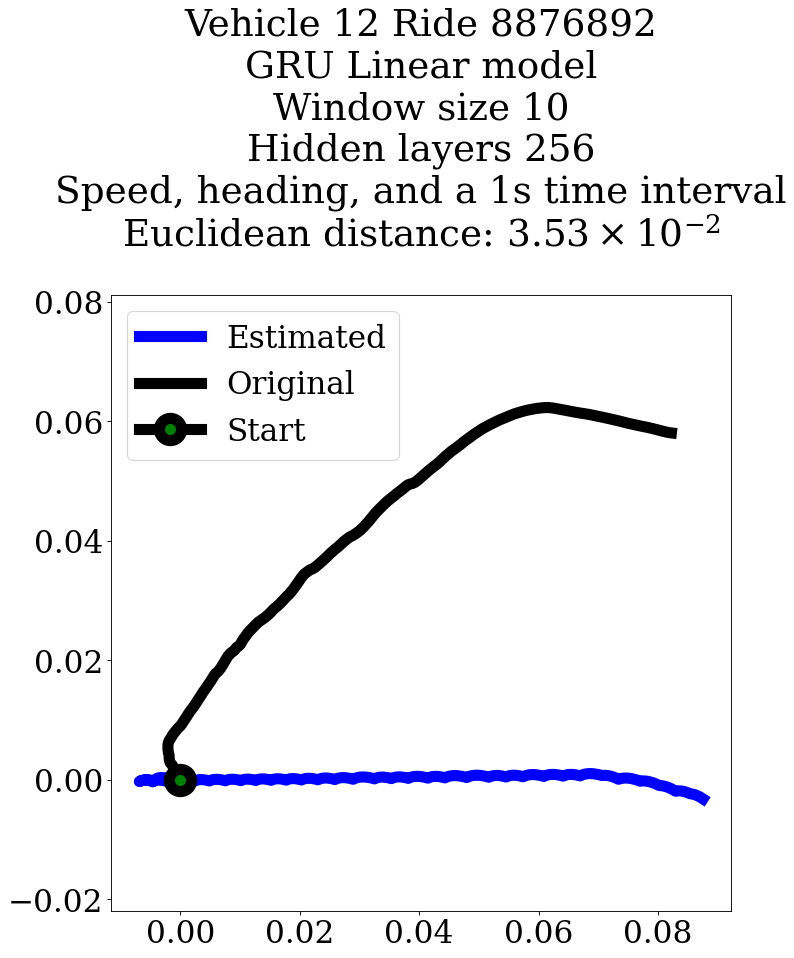 Vehicle 12 Ride 8876892
GRU Linear model
Window size 10
Hidden layers 256
Speed, heading, and a 1s time interval
Euclidean distance: 3.53 × 10⁻²
0.08
Estimated
Original
Start
0.06
0.04
0.02
0.00
−0.02
0.00 0.02 0.04 0.06 0.08